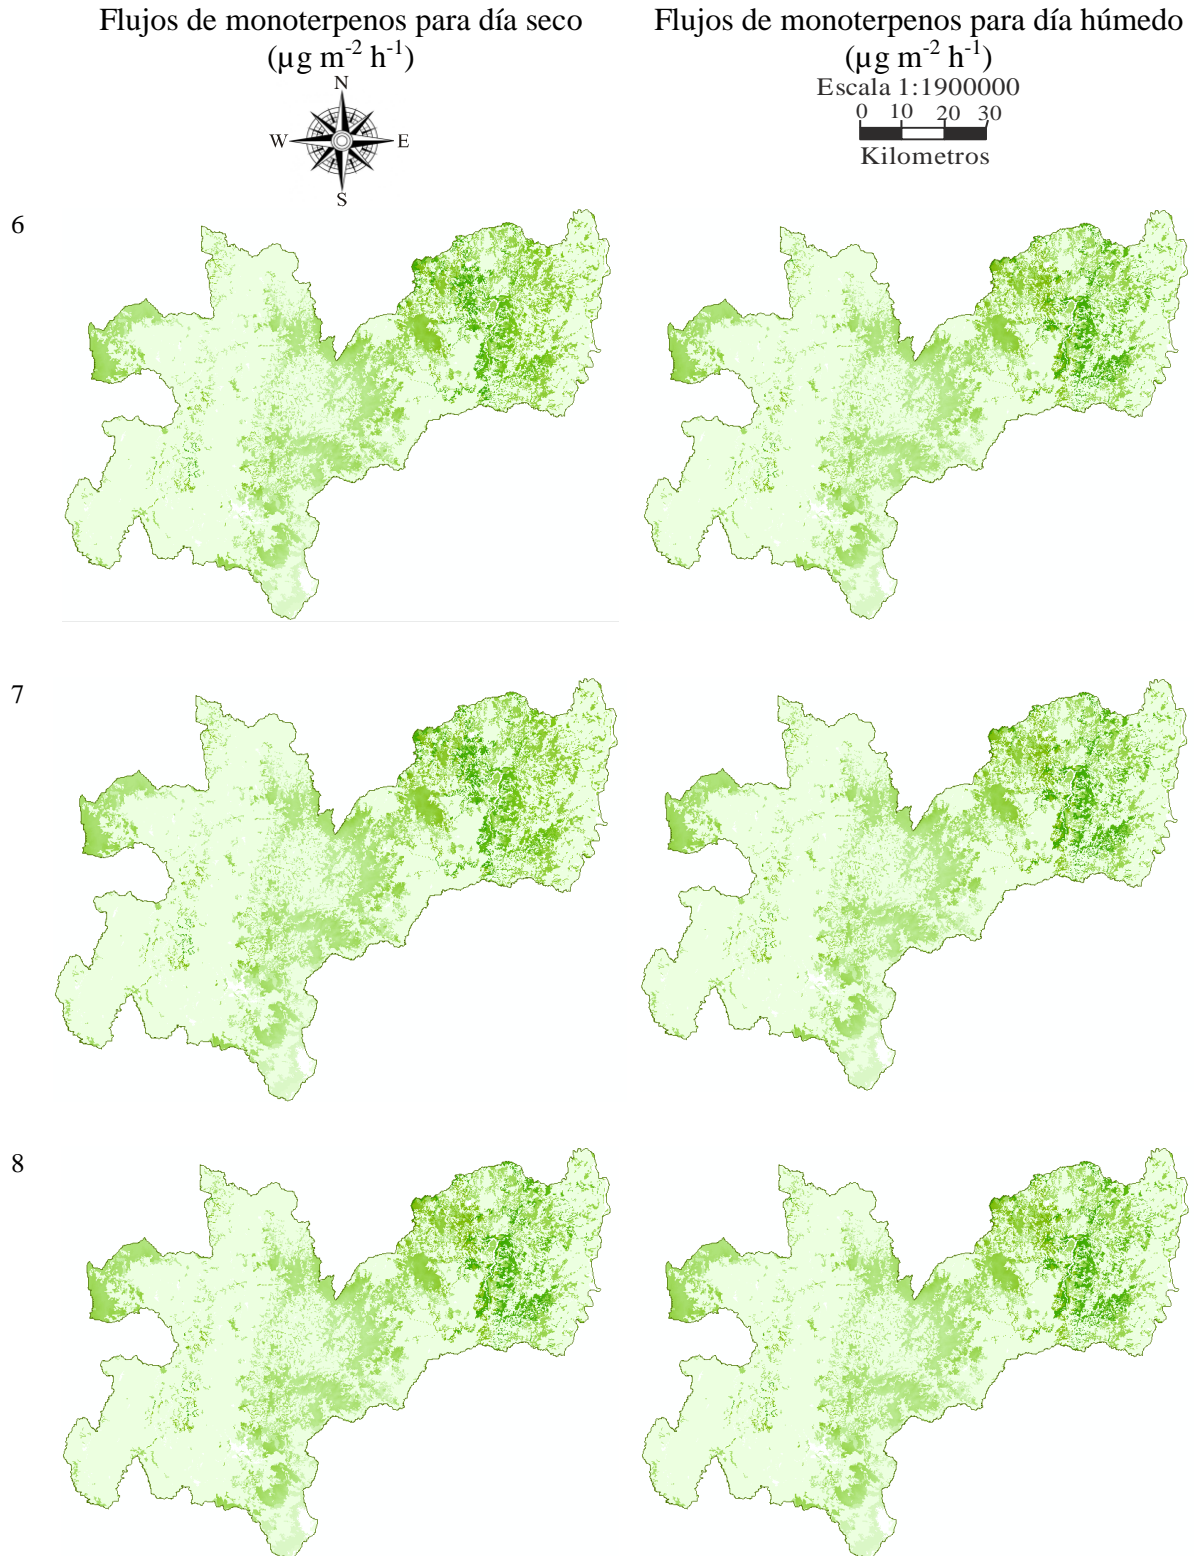 Flujos de monoterpenos para día seco
(µg m⁻² h⁻¹)
Flujos de monoterpenos para día húmedo
(µg m⁻² h⁻¹)
Escala 1:1900000
0 10 20 30
Kilometros
N
W E
S
6
7
8